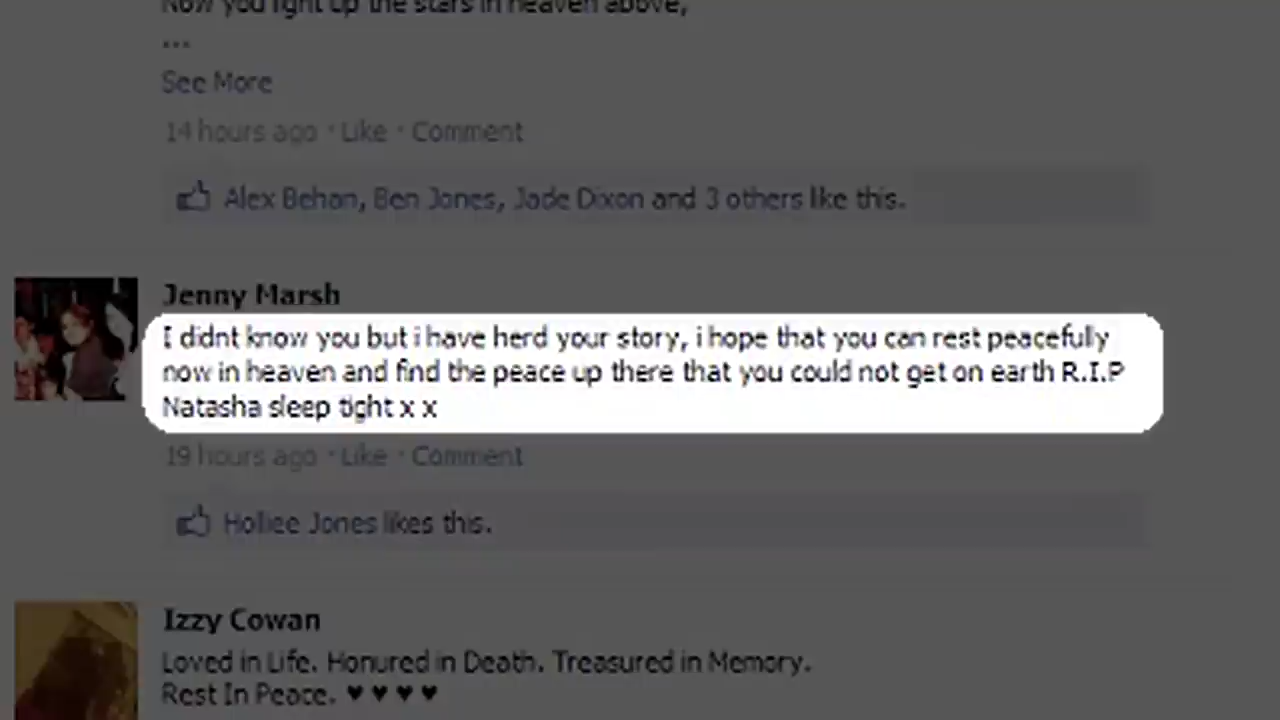 Now you light up the stars in heaven above,
...
See More
14 hours ago · Like · Comment
Alex Behan, Ben Jones, Jade Dixon and 3 others like this.
Jenny Marsh
I didnt know you but i have herd your story, i hope that you can rest peacefully
now in heaven and find the peace up there that you could not get on earth R.I.P
Natasha sleep tight x x
19 hours ago · Like · Comment
Hollee Jones likes this.
Izzy Cowan
Loved in Life. Honured in Death. Treasured in Memory.
Rest In Peace. ♥ ♥ ♥ ♥